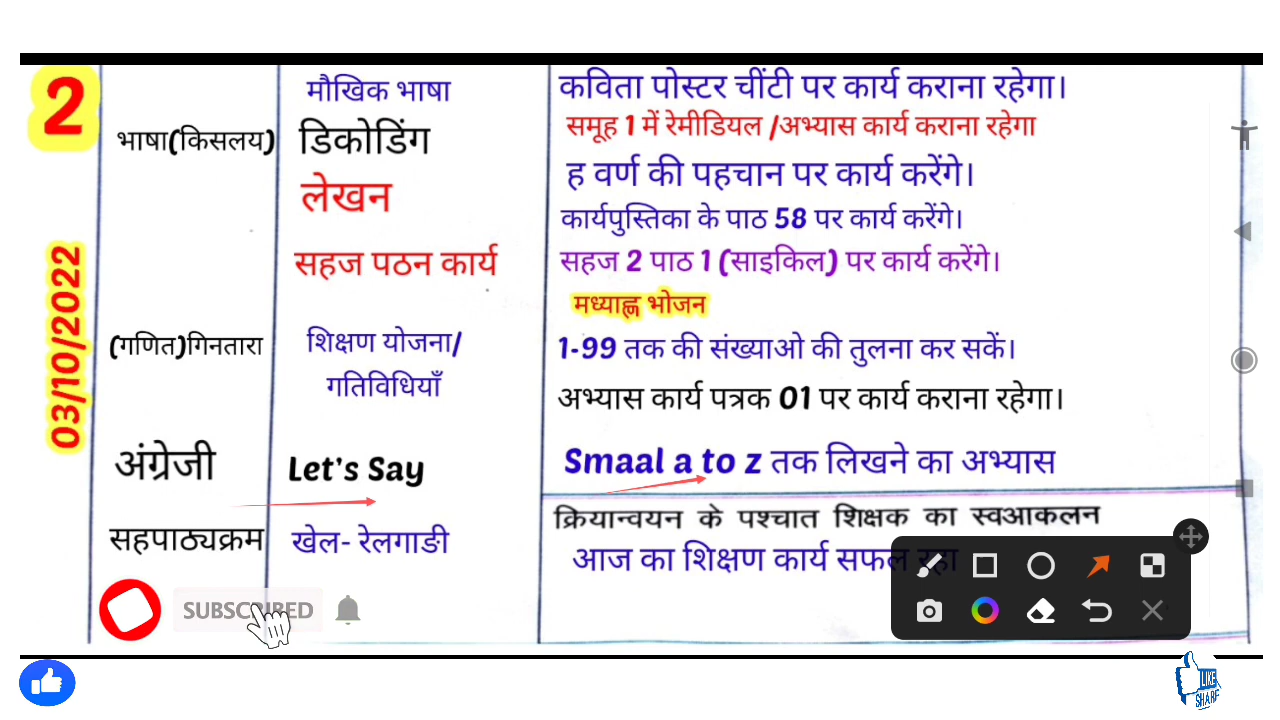 2
मौखिक भाषा
कविता पोस्टर चींटी पर कार्य कराना रहेगा।
भाषा(किसलय)
डिकोडिंग
समूह 1 में रेमीडियल /अभ्यास कार्य कराना रहेगा
लेखन
ह वर्ण की पहचान पर कार्य करेंगे।
कार्यपुस्तिका के पाठ 58 पर कार्य करेंगे।
03/10/2022
सहज पठन कार्य
सहज 2 पाठ 1 (साइकिल) पर कार्य करेंगे।
मध्याह्न भोजन
(गणित)गिनतारा
शिक्षण योजना/
गतिविधियाँ
1-99 तक की संख्याओ की तुलना कर सकें।
अभ्यास कार्य पत्रक 01 पर कार्य कराना रहेगा।
अंग्रेजी
Let's Say
Smaal a to z तक लिखने का अभ्यास
क्रियान्वयन के पश्चात शिक्षक का स्वआकलन
सहपाठ्यक्रम
खेल- रेलगाडी
आज का शिक्षण कार्य सफल रहा
SUBSCRIBED
LIKE
SHARE